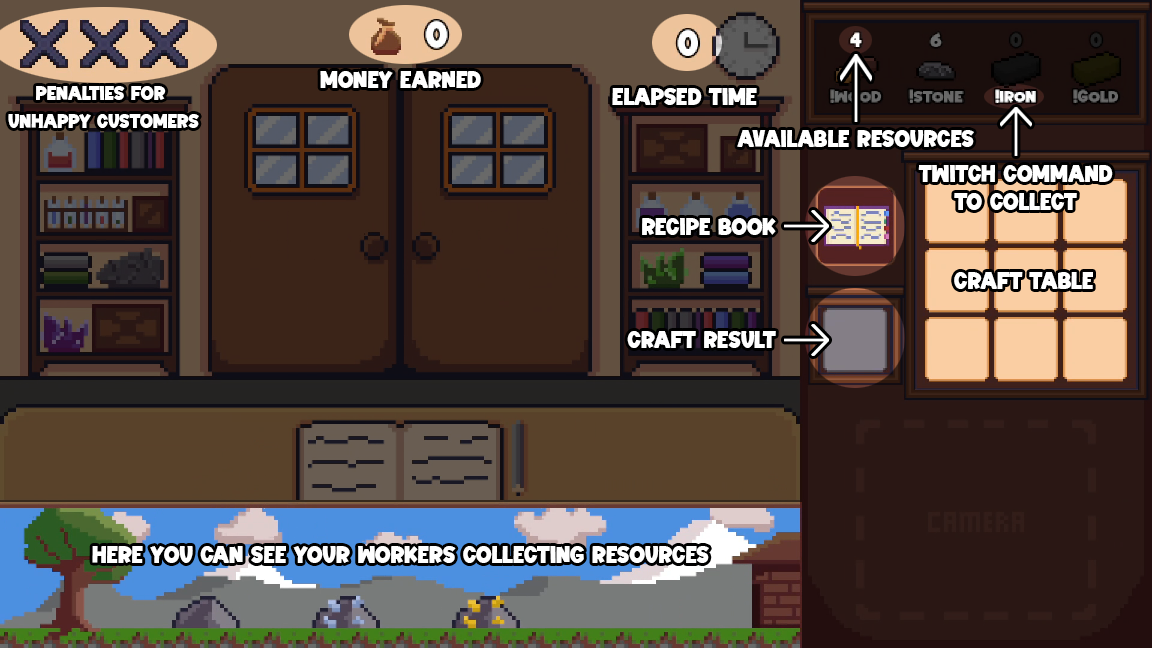 0
0
4
6
0
0
MONEY EARNED
PENALTIES FOR
UNHAPPY CUSTOMERS
ELAPSED TIME
!WOOD
!STONE
!IRON
!GOLD
AVAILABLE RESOURCES
TWITCH COMMAND
TO COLLECT
RECIPE BOOK
CRAFT TABLE
CRAFT RESULT
CAMERA
HERE YOU CAN SEE YOUR WORKERS COLLECTING RESOURCES